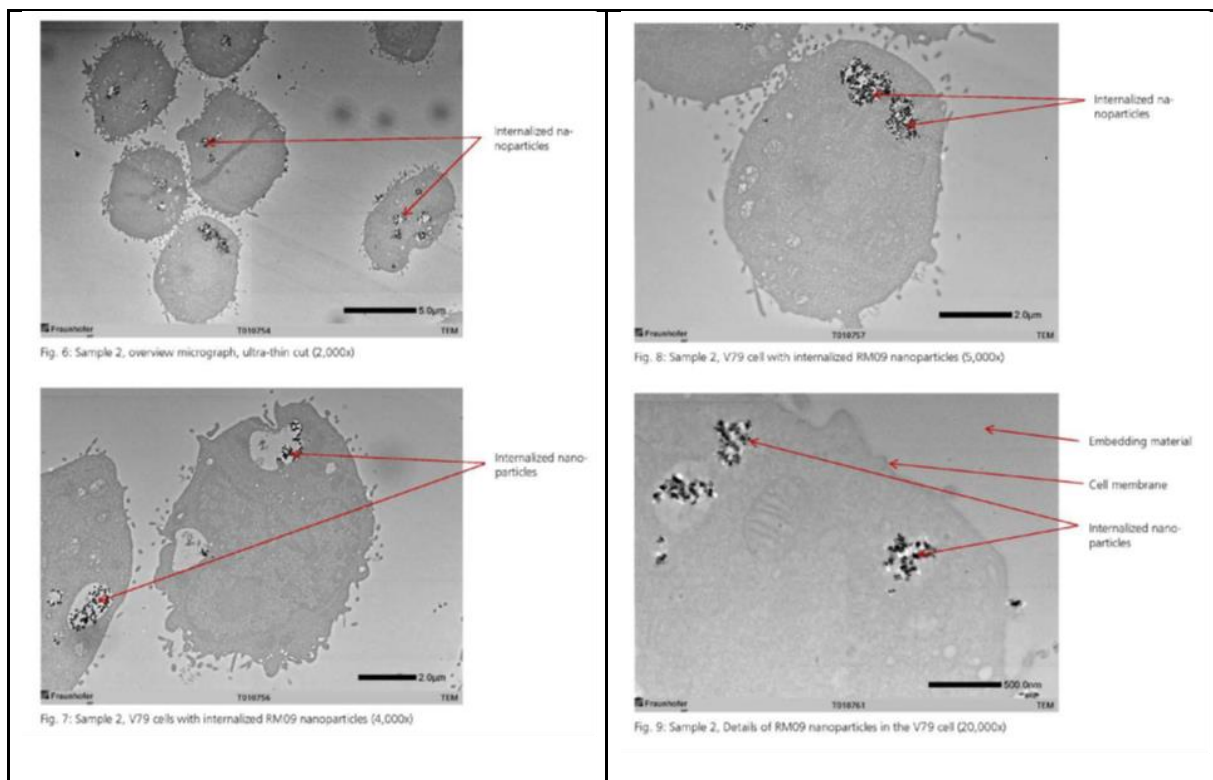 Internalized na-
noparticles
5.0µm
Fraunhofer
T010754
TEM
Fig. 6: Sample 2, overview micrograph, ultra-thin cut (2,000x)
Internalized nano-
particles
2.0µm
Fraunhofer
T010756
TEM
Fig. 7: Sample 2, V79 cells with internalized RM09 nanoparticles (4,000x)
Internalized na-
noparticles
2.0µm
Fraunhofer
T010757
TEM
Fig. 8: Sample 2, V79 cell with internalized RM09 nanoparticles (5,000x)
Embedding material
Cell membrane
Internalized nano-
particles
500.0nm
Fraunhofer
T010761
TEM
Fig. 9: Sample 2, Details of RM09 nanoparticles in the V79 cell (20,000x)